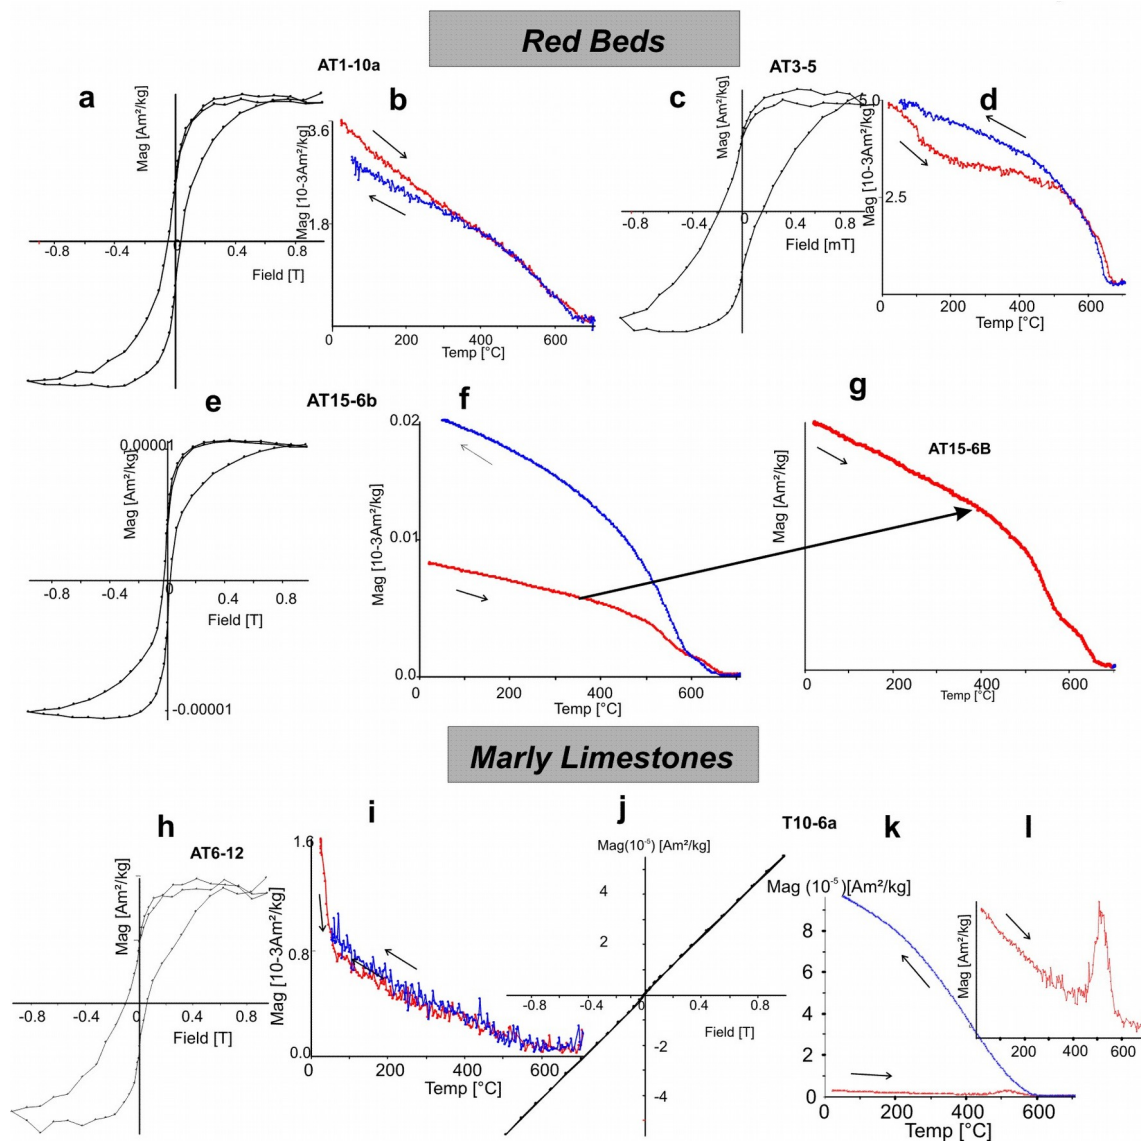 Red Beds
AT1-10a
AT3-5
a
b
c
d
Mag [Am²/kg]
-0.8
-0.4
0
0.4
0.8
Field [T]
Mag [10-3Am²/kg]
3.6
1.8
0
200
400
600
Temp [°C]
Mag [Am²/kg]
-0.8
-0.4
0
0.4
0.8
Field [mT]
Mag [10-3Am²/kg]
5.0
2.5
0
200
400
600
Temp [°C]
e
AT15-6b
f
g
0.00001
Mag [Am²/kg]
-0.8
-0.4
0
0.4
0.8
Field [T]
-0.00001
0.02
0.01
0.0
Mag [10-3Am²/kg]
0
200
400
600
Temp [°C]
AT15-6B
Mag [Am²/kg]
0
200
400
600
Temp [°C]
Marly Limestones
h
AT6-12
i
j
T10-6a
k
l
Mag [Am²/kg]
-0.8
-0.4
0
0.4
0.8
Field [T]
1.6
0.8
0.0
Mag [10-3Am²/kg]
200
400
600
Temp [°C]
Mag(10⁻⁵) [Am²/kg]
4
2
-0.8
-0.4
0
0.4
0.8
Field [T]
-2
-4
Mag (10⁻⁵)[Am²/kg]
8
6
4
2
0
0
200
400
600
Temp [°C]
Mag [Am²/kg]
200
400
600